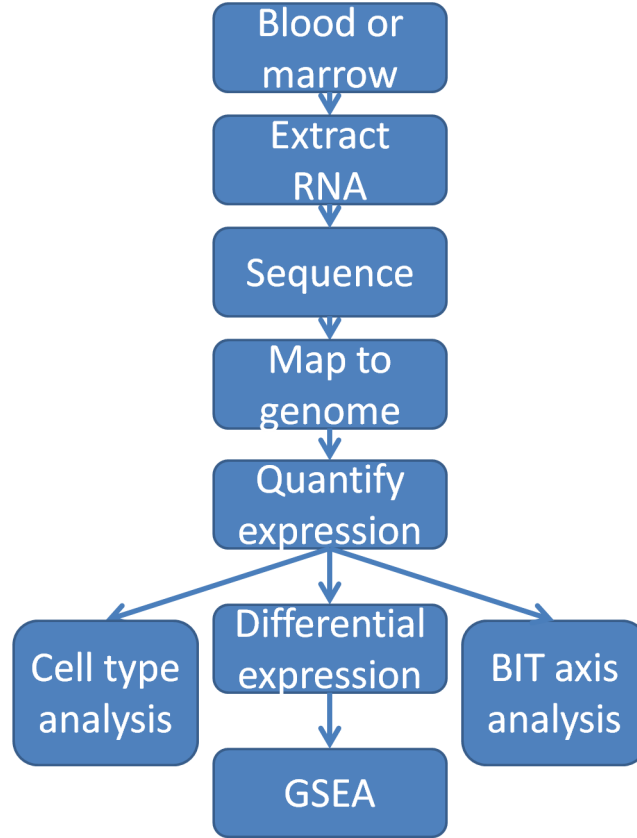 Blood or
marrow
Extract
RNA
Sequence
Map to
genome
Quantify
expression
Cell type
analysis
Differential
expression
BIT axis
analysis
GSEA